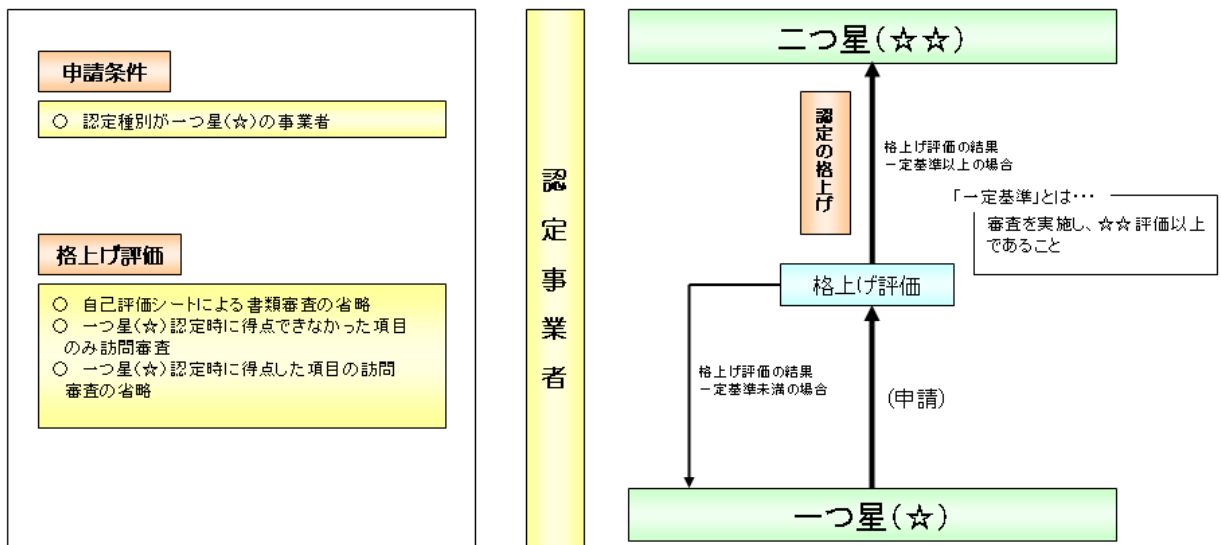 申請条件
○ 認定種別が一つ星(☆)の事業者
格上げ評価
○ 自己評価シートによる書類審査の省略
○ 一つ星(☆)認定時に得点できなかった項目
のみ訪問審査
○ 一つ星(☆)認定時に得点した項目の訪問
審査の省略
認定事業者
二つ星(☆☆)
認定の格上げ
格上げ評価の結果
一定基準以上の場合
「一定基準」とは…
審査を実施し、☆☆評価以上
であること
格上げ評価
格上げ評価の結果
一定基準未満の場合
(申請)
一つ星(☆)